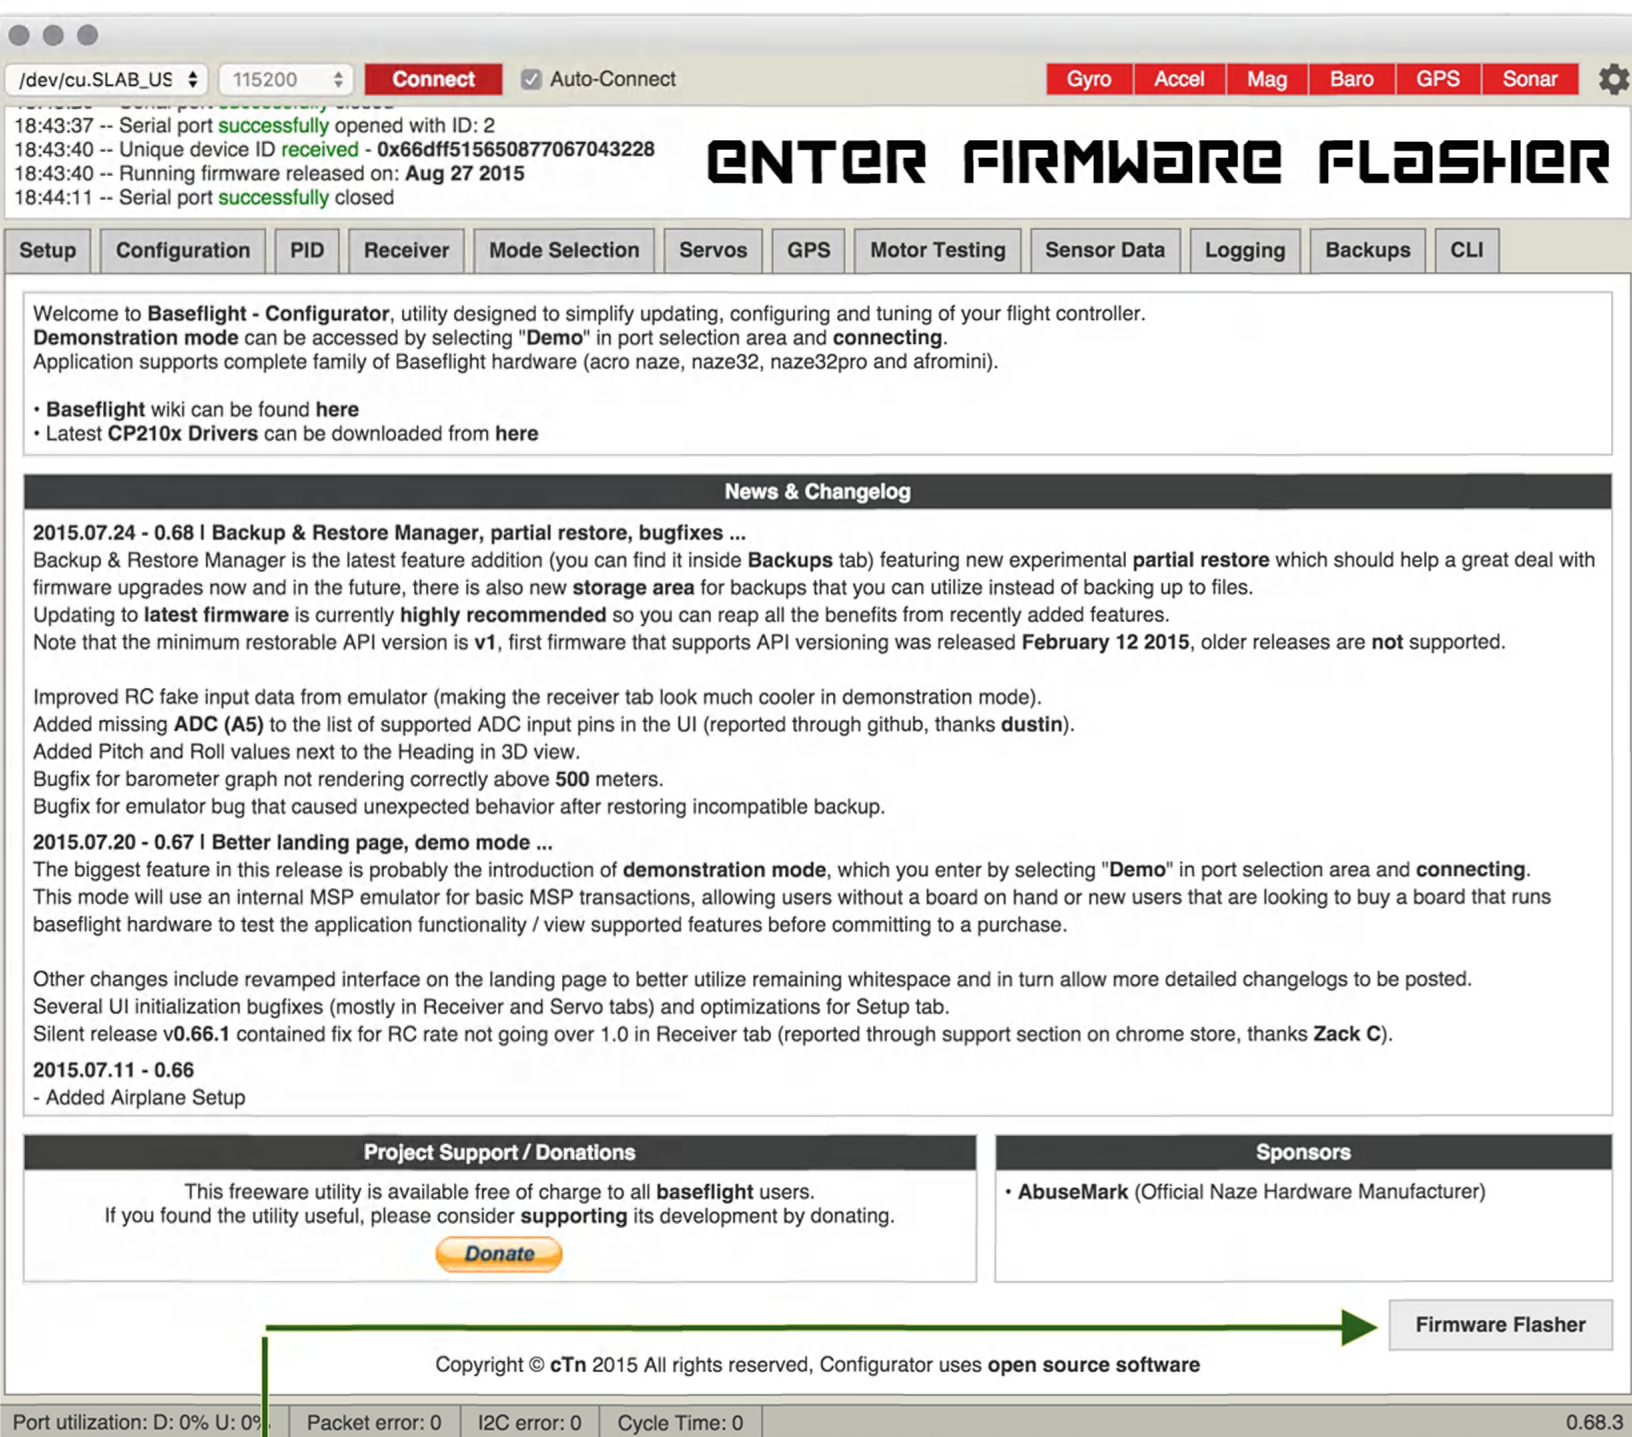 /dev/cu.SLAB_US 115200 Connect Auto-Connect Gyro Accel Mag Baro GPS Sonar
18:43:37 -- Serial port successfully opened with ID: 2
18:43:40 -- Unique device ID received - 0x66dff515650877067043228
18:43:40 -- Running firmware released on: Aug 27 2015
18:44:11 -- Serial port successfully closed
ENTER FIRMWARE FLASHER
Setup Configuration PID Receiver Mode Selection Servos GPS Motor Testing Sensor Data Logging Backups CLI
Welcome to Baseflight - Configurator, utility designed to simplify updating, configuring and tuning of your flight controller.
Demonstration mode can be accessed by selecting "Demo" in port selection area and connecting.
Application supports complete family of Baseflight hardware (acro naze, naze32, naze32pro and afromini).
• Baseflight wiki can be found here
• Latest CP210x Drivers can be downloaded from here
News & Changelog
2015.07.24 - 0.68 | Backup & Restore Manager, partial restore, bugfixes ...
Backup & Restore Manager is the latest feature addition (you can find it inside Backups tab) featuring new experimental partial restore which should help a great deal with
firmware upgrades now and in the future, there is also new storage area for backups that you can utilize instead of backing up to files.
Updating to latest firmware is currently highly recommended so you can reap all the benefits from recently added features.
Note that the minimum restorable API version is v1, first firmware that supports API versioning was released February 12 2015, older releases are not supported.
Improved RC fake input data from emulator (making the receiver tab look much cooler in demonstration mode).
Added missing ADC (A5) to the list of supported ADC input pins in the UI (reported through github, thanks dustin).
Added Pitch and Roll values next to the Heading in 3D view.
Bugfix for barometer graph not rendering correctly above 500 meters.
Bugfix for emulator bug that caused unexpected behavior after restoring incompatible backup.
2015.07.20 - 0.67 | Better landing page, demo mode ...
The biggest feature in this release is probably the introduction of demonstration mode, which you enter by selecting "Demo" in port selection area and connecting.
This mode will use an internal MSP emulator for basic MSP transactions, allowing users without a board on hand or new users that are looking to buy a board that runs
baseflight hardware to test the application functionality / view supported features before committing to a purchase.
Other changes include revamped interface on the landing page to better utilize remaining whitespace and in turn allow more detailed changelogs to be posted.
Several UI initialization bugfixes (mostly in Receiver and Servo tabs) and optimizations for Setup tab.
Silent release v0.66.1 contained fix for RC rate not going over 1.0 in Receiver tab (reported through support section on chrome store, thanks Zack C).
2015.07.11 - 0.66
- Added Airplane Setup
Project Support / Donations
This freeware utility is available free of charge to all baseflight users.
If you found the utility useful, please consider supporting its development by donating.
Donate
Sponsors
• AbuseMark (Official Naze Hardware Manufacturer)
Firmware Flasher
Copyright © cTn 2015 All rights reserved, Configurator uses open source software
Port utilization: D: 0% U: 0% Packet error: 0 I2C error: 0 Cycle Time: 0 0.68.3